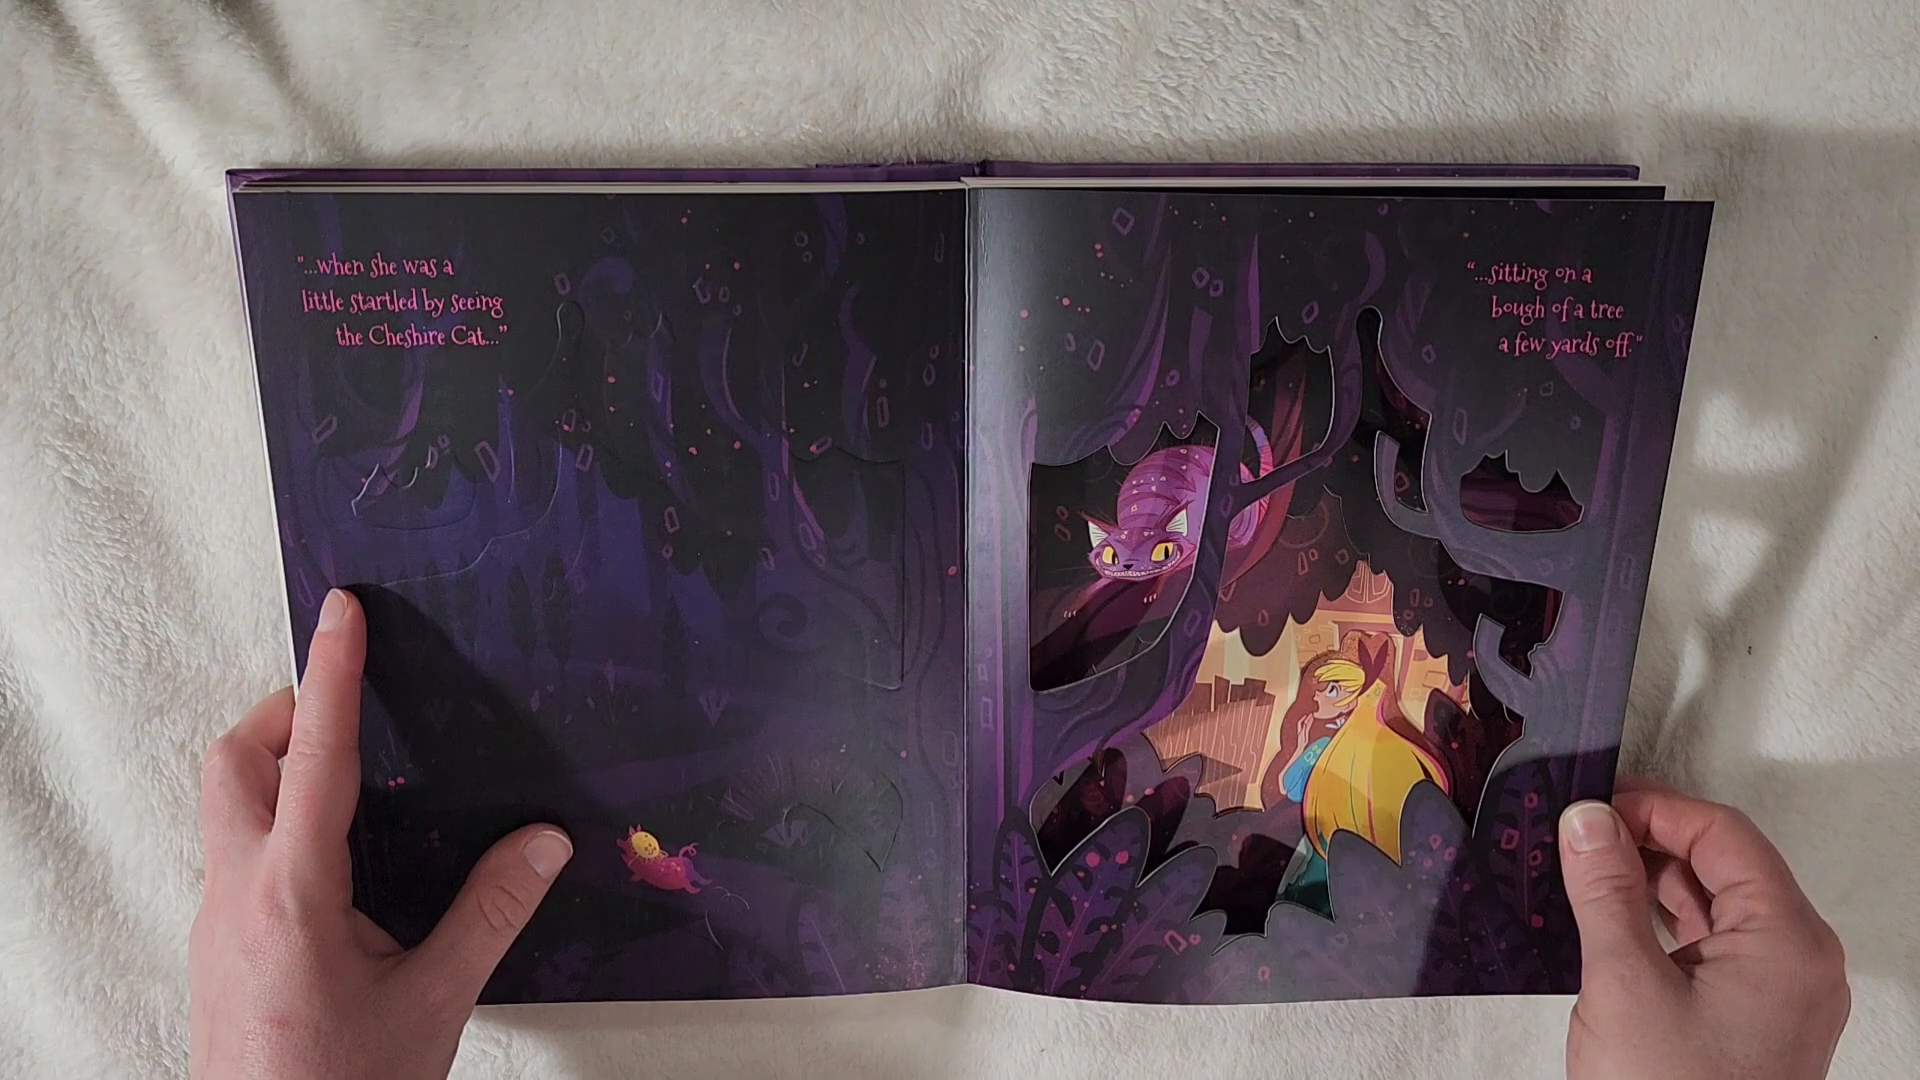 "...when she was a
little startled by seeing
the Cheshire Cat..."
“...sitting on a
bough of a tree
a few yards off."